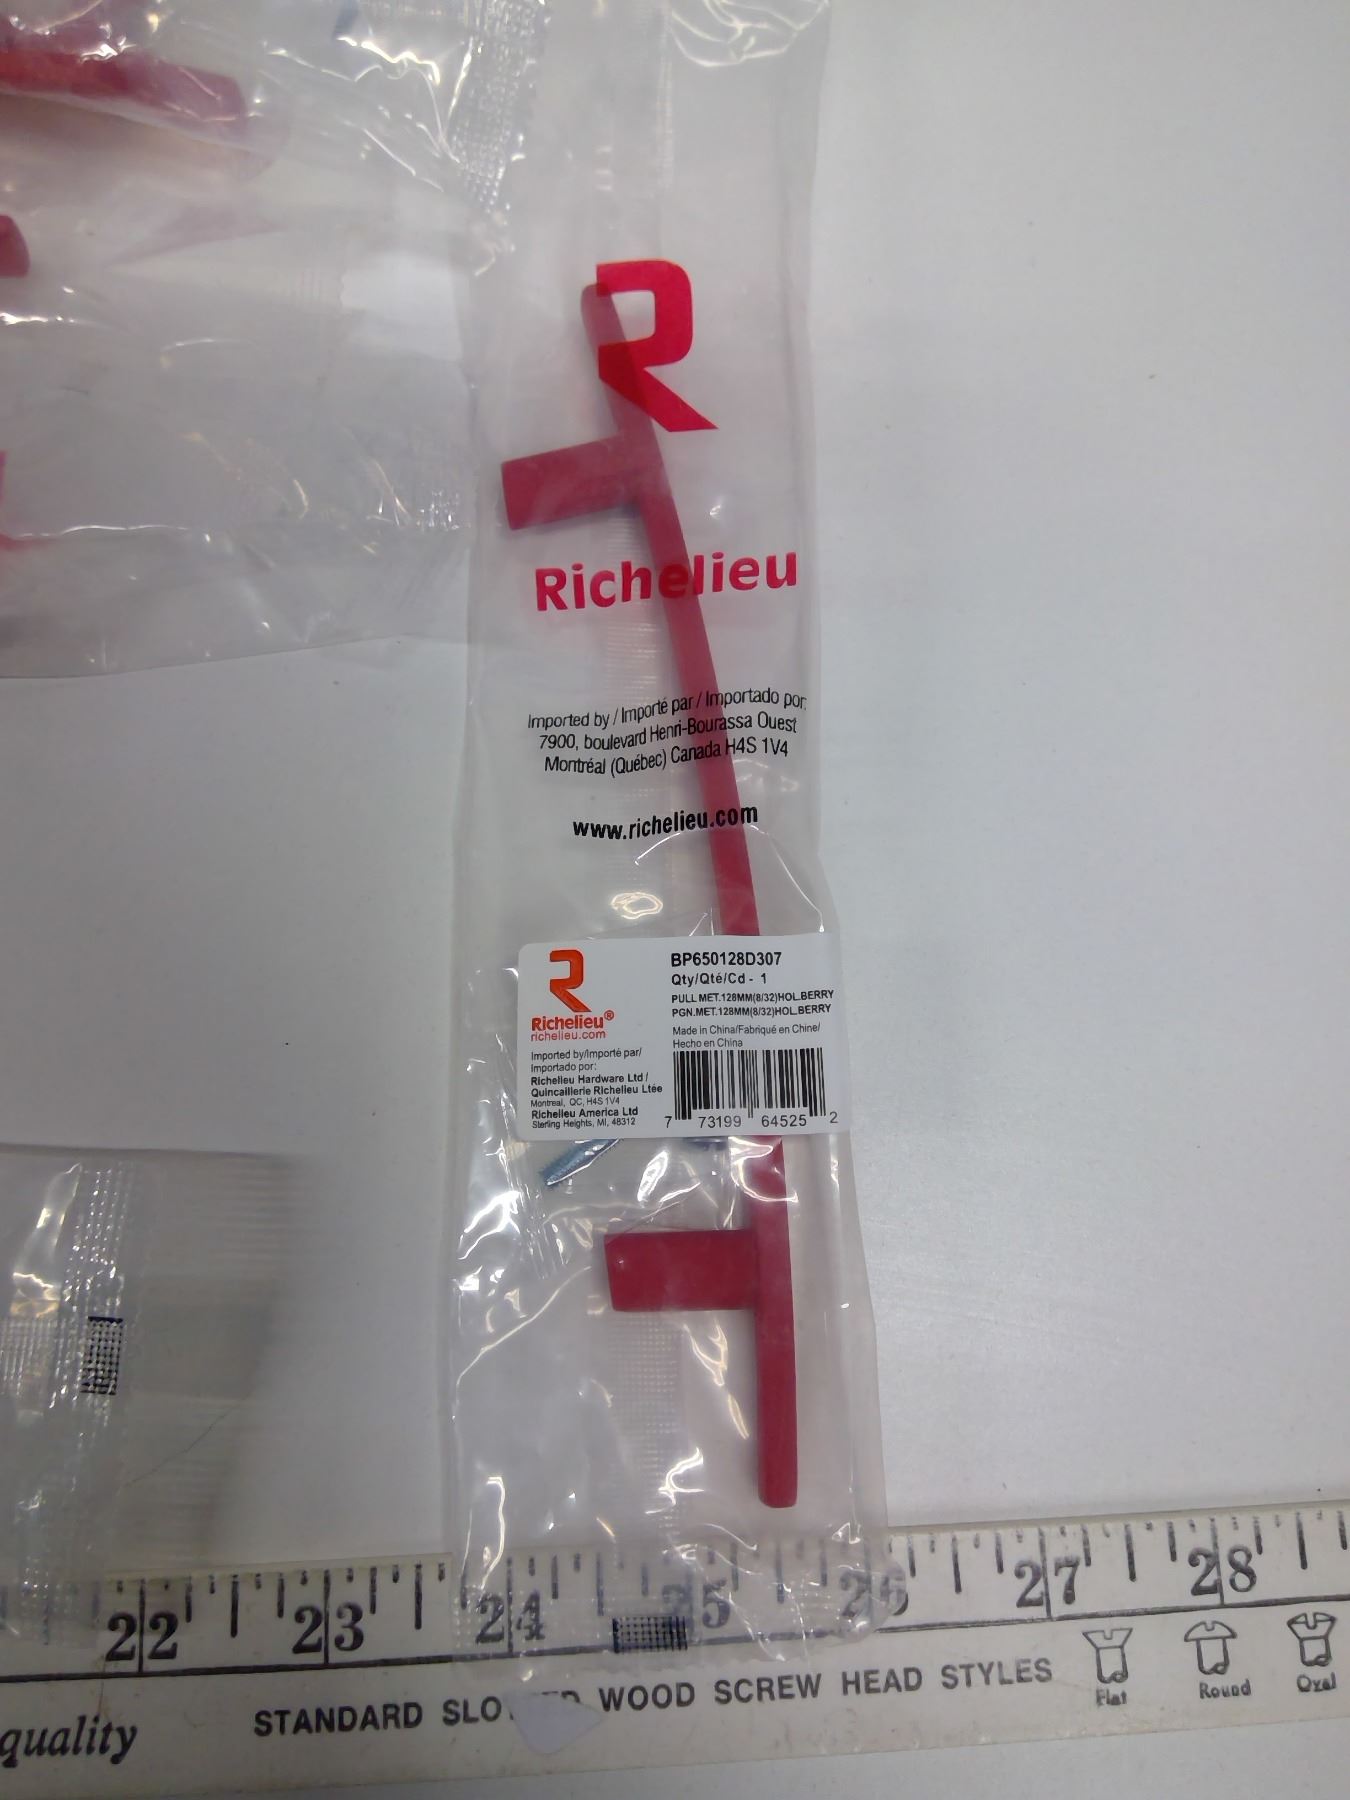 R
Richelieu
Imported by / Importé par / Importado por:
7900, boulevard Henri-Bourassa Ouest
Montréal (Québec) Canada H4S 1V4
www.richelieu.com
R
Richelieu®
richelieu.com
Imported by/Importé par/
Importado por:
Richelieu Hardware Ltd /
Quincaillerie Richelieu Ltée
Montreal, QC, H4S 1V4
Richelieu America Ltd
Sterling Heights, MI, 48312
BP650128D307
Qty/Qté/Cd - 1
PULL MET.128MM(8/32)HOL.BERRY
PGN.MET.128MM(8/32)HOL.BERRY
Made in China/Fabriqué en Chine/
Hecho en China
7 73199 64525 2
22 23 24 25 26 27 28
STANDARD WOOD SCREW HEAD STYLES
Flat Round Oval
quality